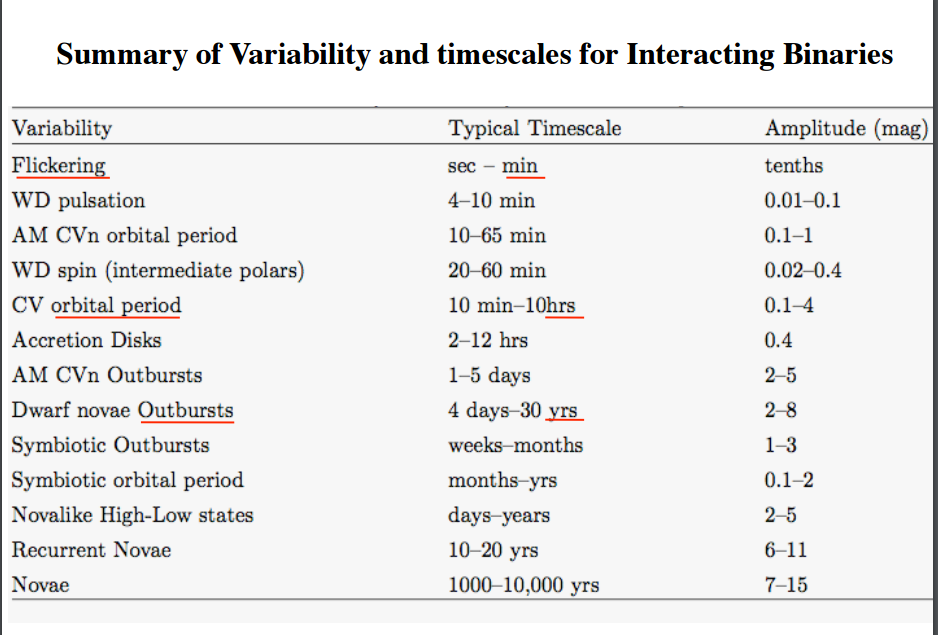 Summary of Variability and timescales for Interacting Binaries
Variability Typical Timescale Amplitude (mag)
Flickering sec – min tenths
WD pulsation 4–10 min 0.01–0.1
AM CVn orbital period 10–65 min 0.1–1
WD spin (intermediate polars) 20–60 min 0.02–0.4
CV orbital period 10 min–10hrs 0.1–4
Accretion Disks 2–12 hrs 0.4
AM CVn Outbursts 1–5 days 2–5
Dwarf novae Outbursts 4 days–30 yrs 2–8
Symbiotic Outbursts weeks–months 1–3
Symbiotic orbital period months–yrs 0.1–2
Novalike High-Low states days–years 2–5
Recurrent Novae 10–20 yrs 6–11
Novae 1000–10,000 yrs 7–15